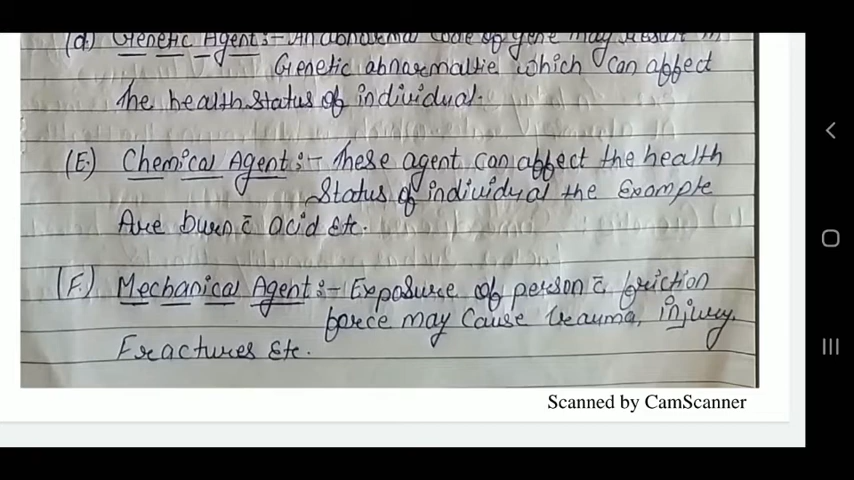 (d.) Genetic Agent:- An abnormal code of gene may result in
Genetic abnormaltie which can affect
the health status of individual.
(E.) Chemical Agent:- These agent can affect the health
Status of individual the Example
Are burn c̄ acid Etc.
(F.) Mechanical Agent:- Exposure of person c̄ friction
force may cause trauma, injury,
Fractures Etc.
Scanned by CamScanner